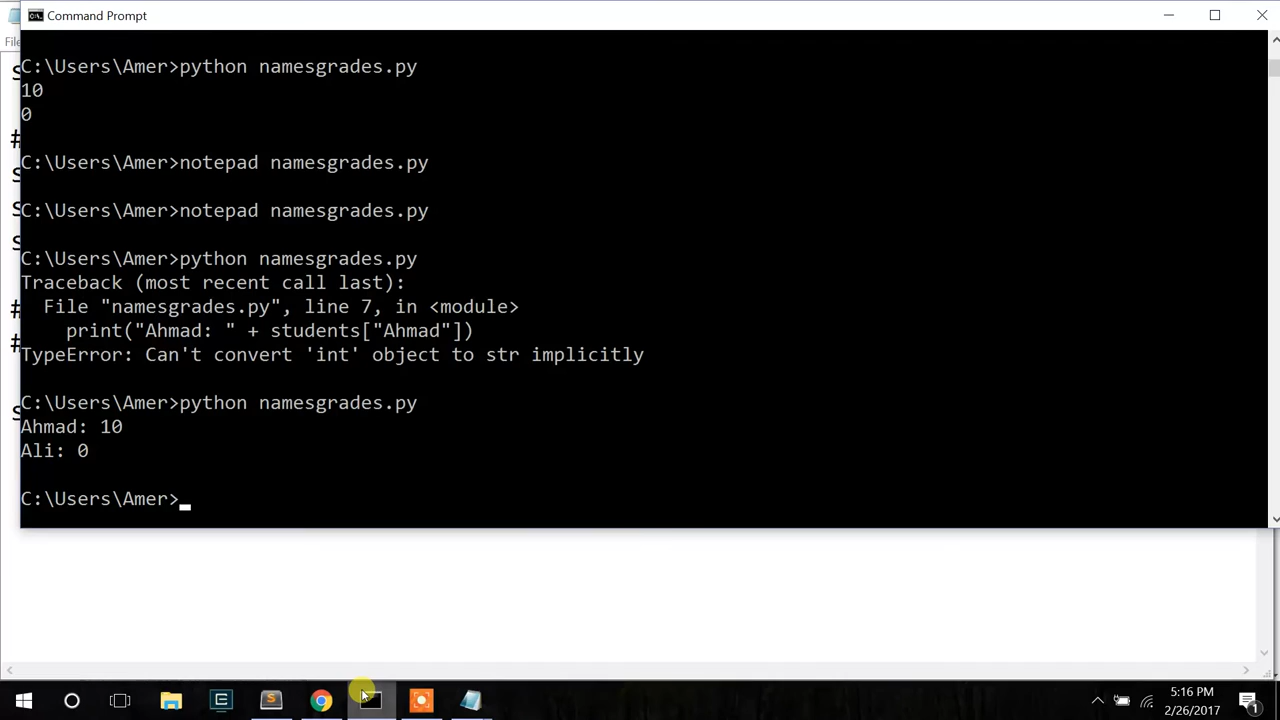 Command Prompt
File
C:\Users\Amer>python namesgrades.py
10
0
C:\Users\Amer>notepad namesgrades.py
C:\Users\Amer>notepad namesgrades.py
C:\Users\Amer>python namesgrades.py
Traceback (most recent call last):
  File "namesgrades.py", line 7, in <module>
    print("Ahmad: " + students["Ahmad"])
TypeError: Can't convert 'int' object to str implicitly
C:\Users\Amer>python namesgrades.py
Ahmad: 10
Ali: 0
C:\Users\Amer>
5:16 PM
2/26/2017